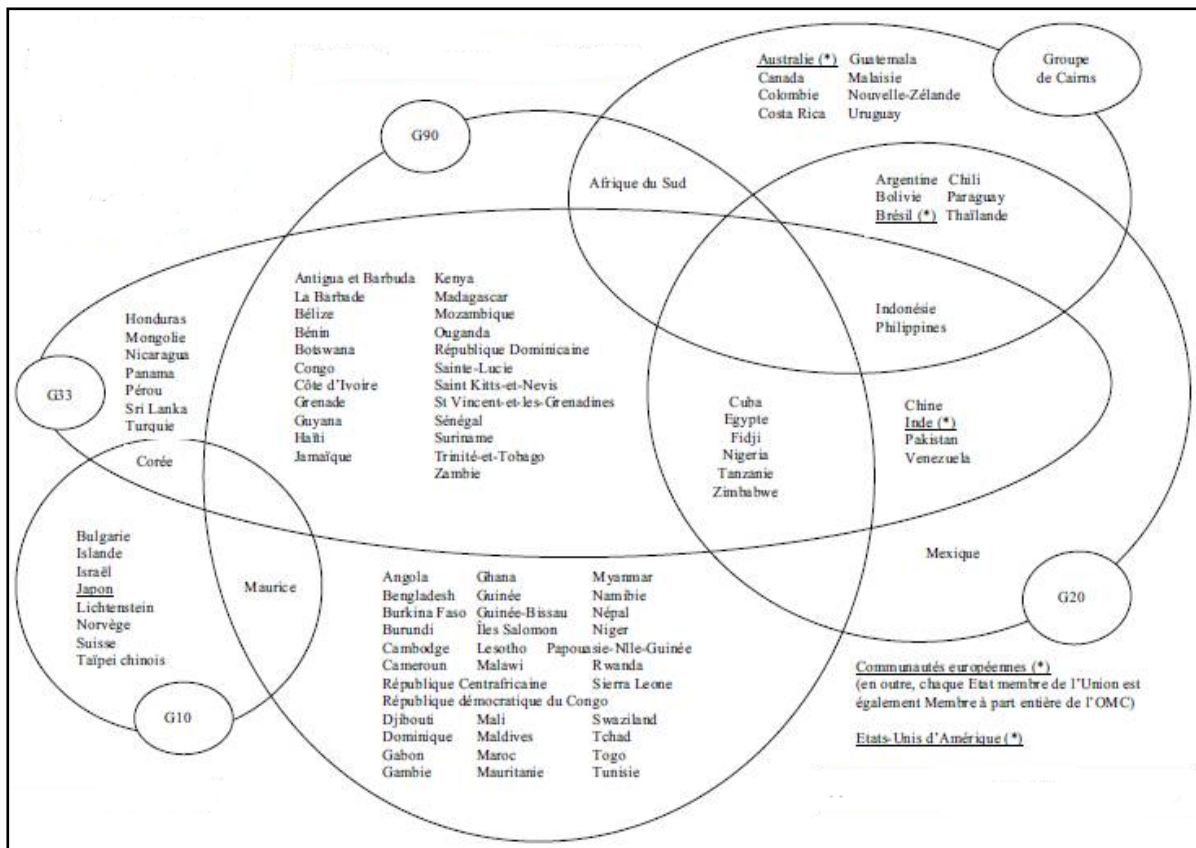 Australie (*) Guatemala
Canada Malaisie
Colombie Nouvelle-Zélande
Costa Rica Uruguay
Groupe
de Cairns
G90
Afrique du Sud
Argentine Chili
Bolivie Paraguay
Brésil (*) Thaïlande
Antigua et Barbuda Kenya
La Barbade Madagascar
Bélize Mozambique
Bénin Ouganda
Botswana République Dominicaine
Congo Sainte-Lucie
Côte d'Ivoire Saint Kitts-et-Nevis
Grenade St Vincent-et-les-Grenadines
Guyana Sénégal
Haïti Suriname
Jamaïque Trinité-et-Tobago
Zambie
Indonésie
Philippines
Honduras
Mongolie
Nicaragua
Panama
Pérou
Sri Lanka
Turquie
G33
Cuba
Egypte
Fidji
Nigeria
Tanzanie
Zimbabwe
Chine
Inde (*)
Pakistan
Venezuela
Corée
Bulgarie
Islande
Israël
Japon
Lichtenstein
Norvège
Suisse
Taïpei chinois
Maurice
G10
Mexique
G20
Angola Ghana Myanmar
Bengladesh Guinée Namibie
Burkina Faso Guinée-Bissau Népal
Burundi Îles Salomon Niger
Cambodge Lesotho Papouasie-Nlle-Guinée
Cameroun Malawi Rwanda
République Centrafricaine Sierra Leone
République démocratique du Congo
Djibouti Mali Swaziland
Dominique Maldives Tchad
Gabon Maroc Togo
Gambie Mauritanie Tunisie
Communautés européennes (*)
(en outre, chaque Etat membre de l'Union est
également Membre à part entière de l'OMC)
Etats-Unis d'Amérique (*)